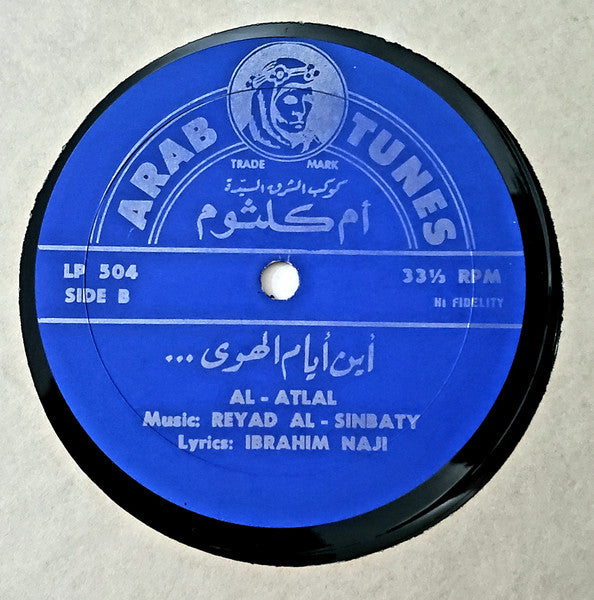 ARAB TUNES
TRADE MARK
كوكب الشرق السيدة
أم كلثوم
LP 504
SIDE B
33⅓ RPM
Hi FIDELITY
أين أيام الهوى ...
AL - ATLAL
Music: REYAD AL - SINBATY
Lyrics: IBRAHIM NAJI